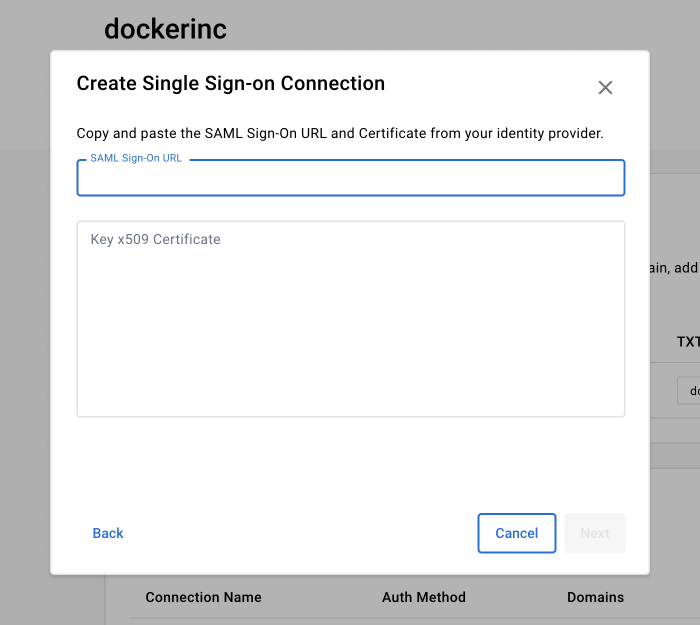 dockerinc
Create Single Sign-on Connection
Copy and paste the SAML Sign-On URL and Certificate from your identity provider.
SAML Sign-On URL
Key x509 Certificate
ain, add
TXT
Back
Cancel
Next
Connection Name
Auth Method
Domains